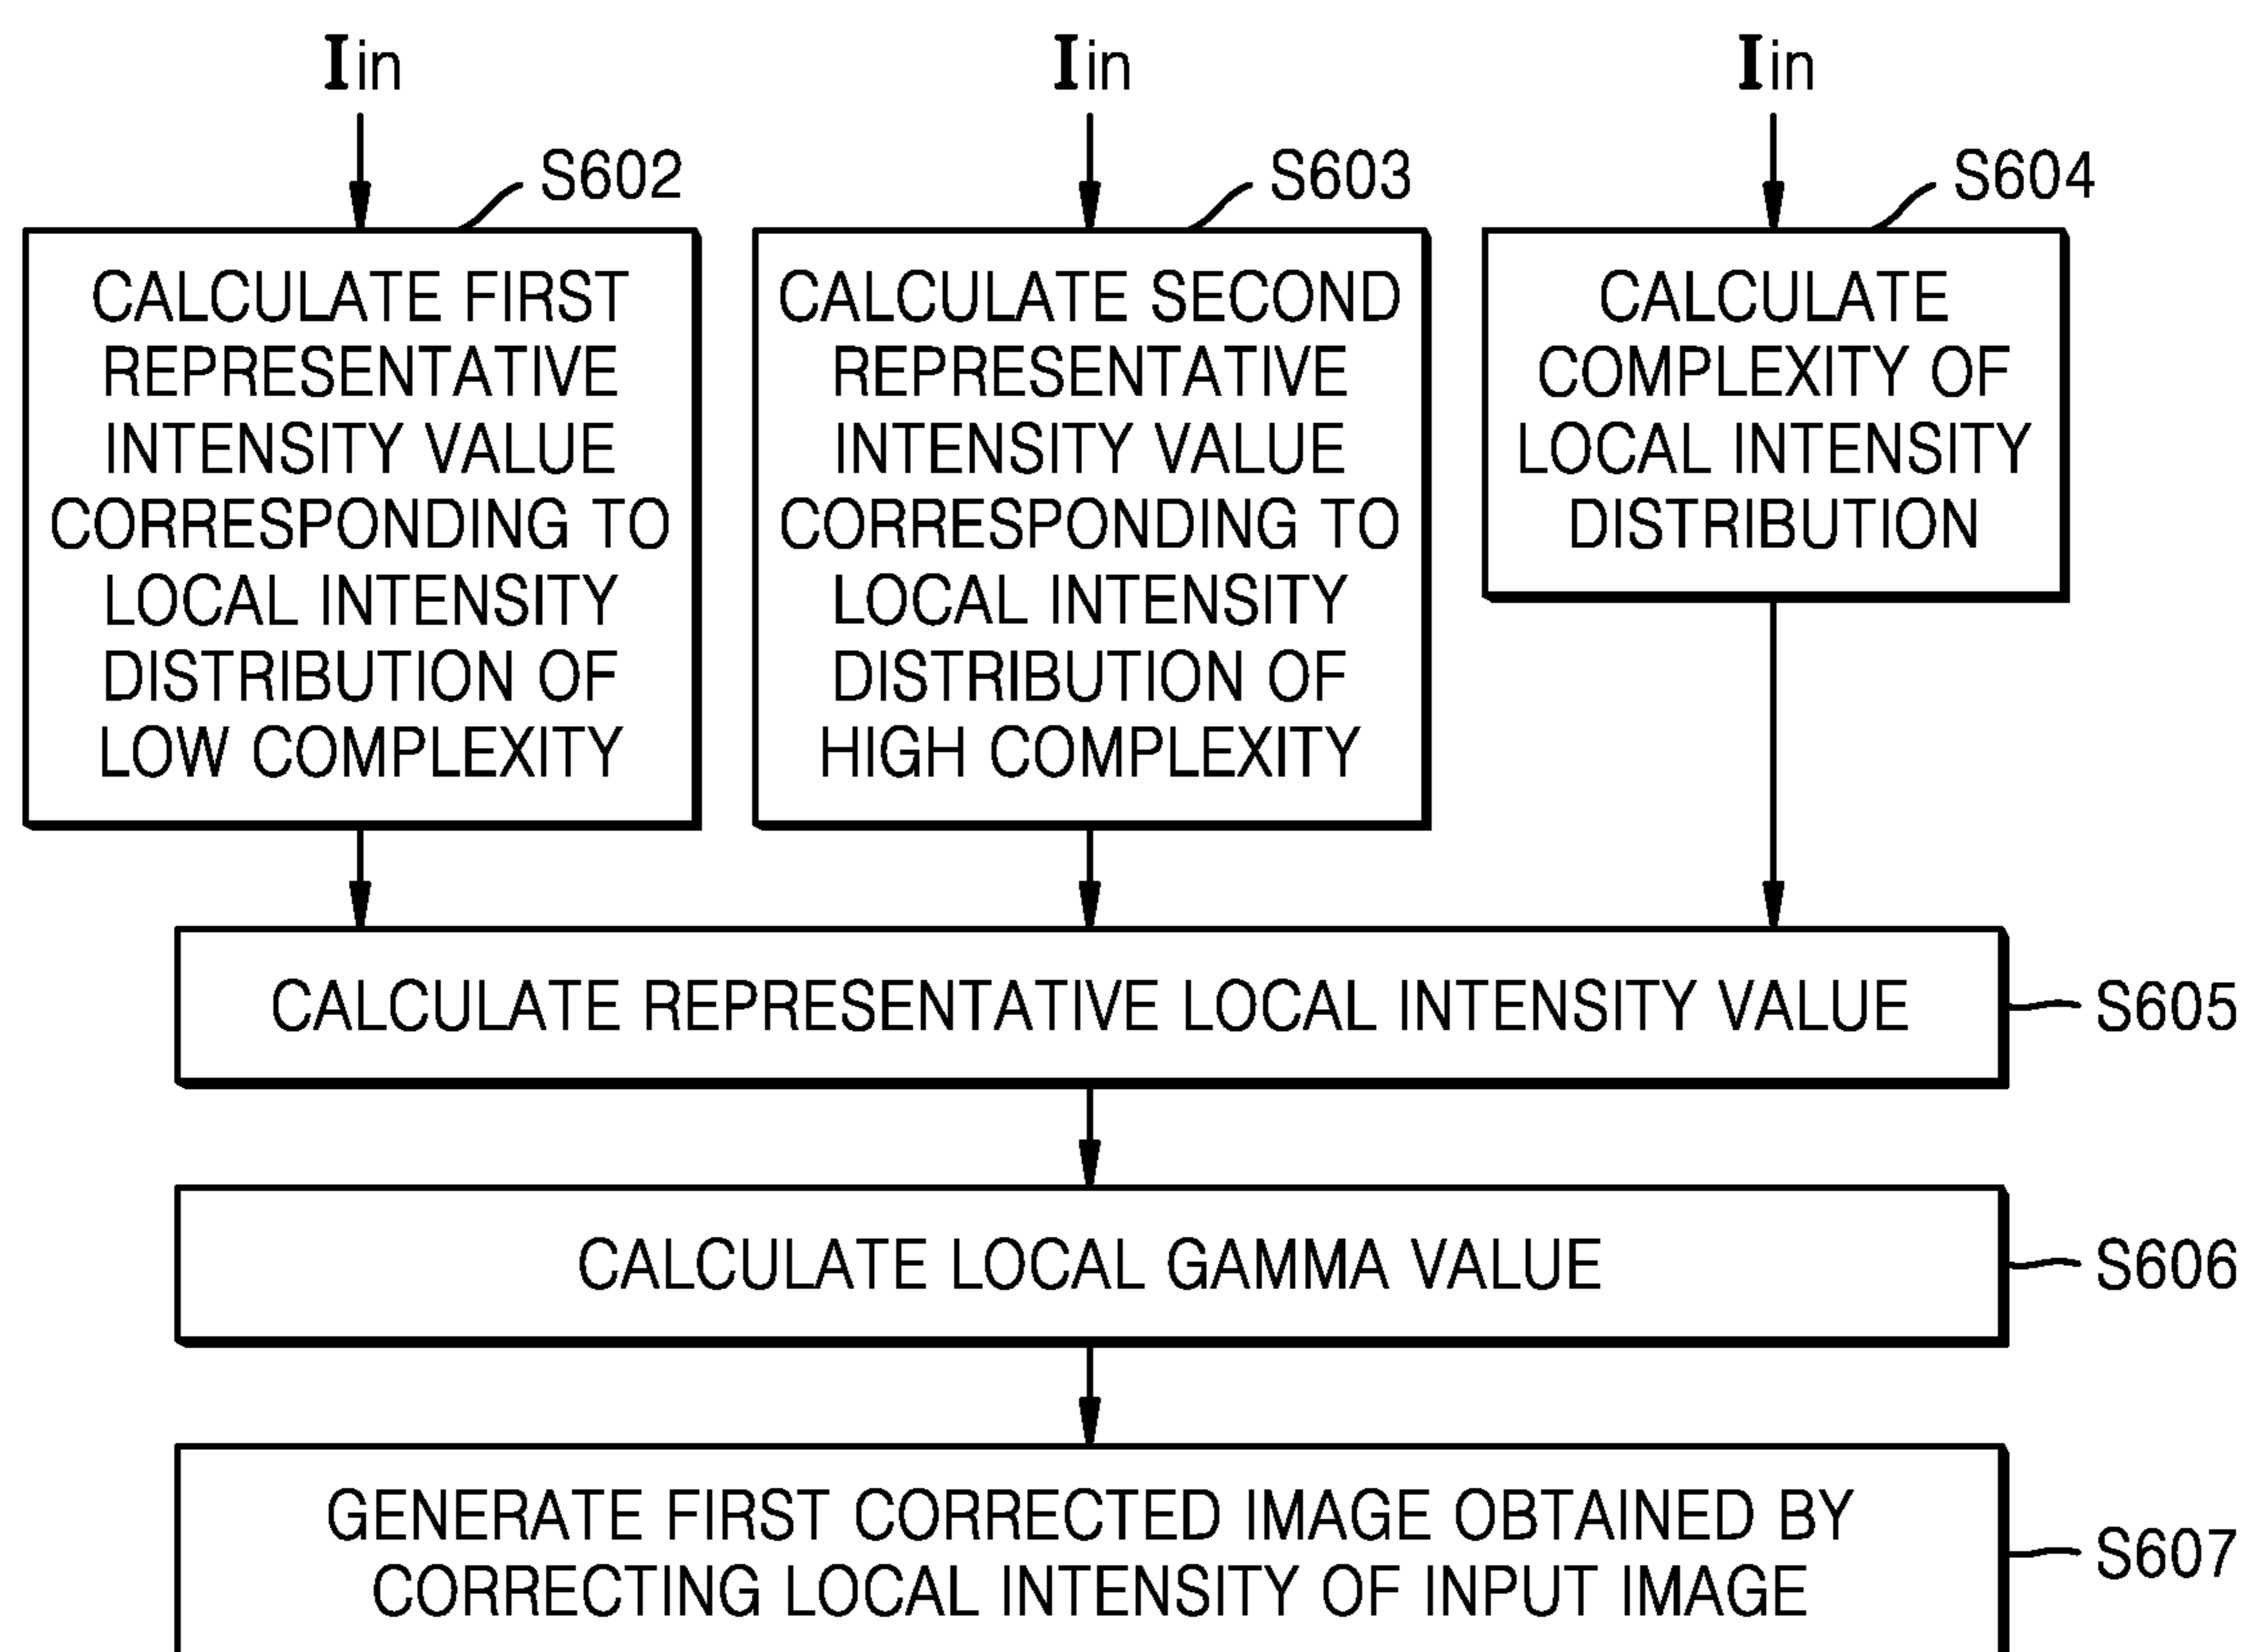 Iin
Iin
Iin
S602
S603
S604
CALCULATE FIRST
REPRESENTATIVE
INTENSITY VALUE
CORRESPONDING TO
LOCAL INTENSITY
DISTRIBUTION OF
LOW COMPLEXITY
CALCULATE SECOND
REPRESENTATIVE
INTENSITY VALUE
CORRESPONDING TO
LOCAL INTENSITY
DISTRIBUTION OF
HIGH COMPLEXITY
CALCULATE
COMPLEXITY OF
LOCAL INTENSITY
DISTRIBUTION
CALCULATE REPRESENTATIVE LOCAL INTENSITY VALUE
S605
CALCULATE LOCAL GAMMA VALUE
S606
GENERATE FIRST CORRECTED IMAGE OBTAINED BY
CORRECTING LOCAL INTENSITY OF INPUT IMAGE
S607